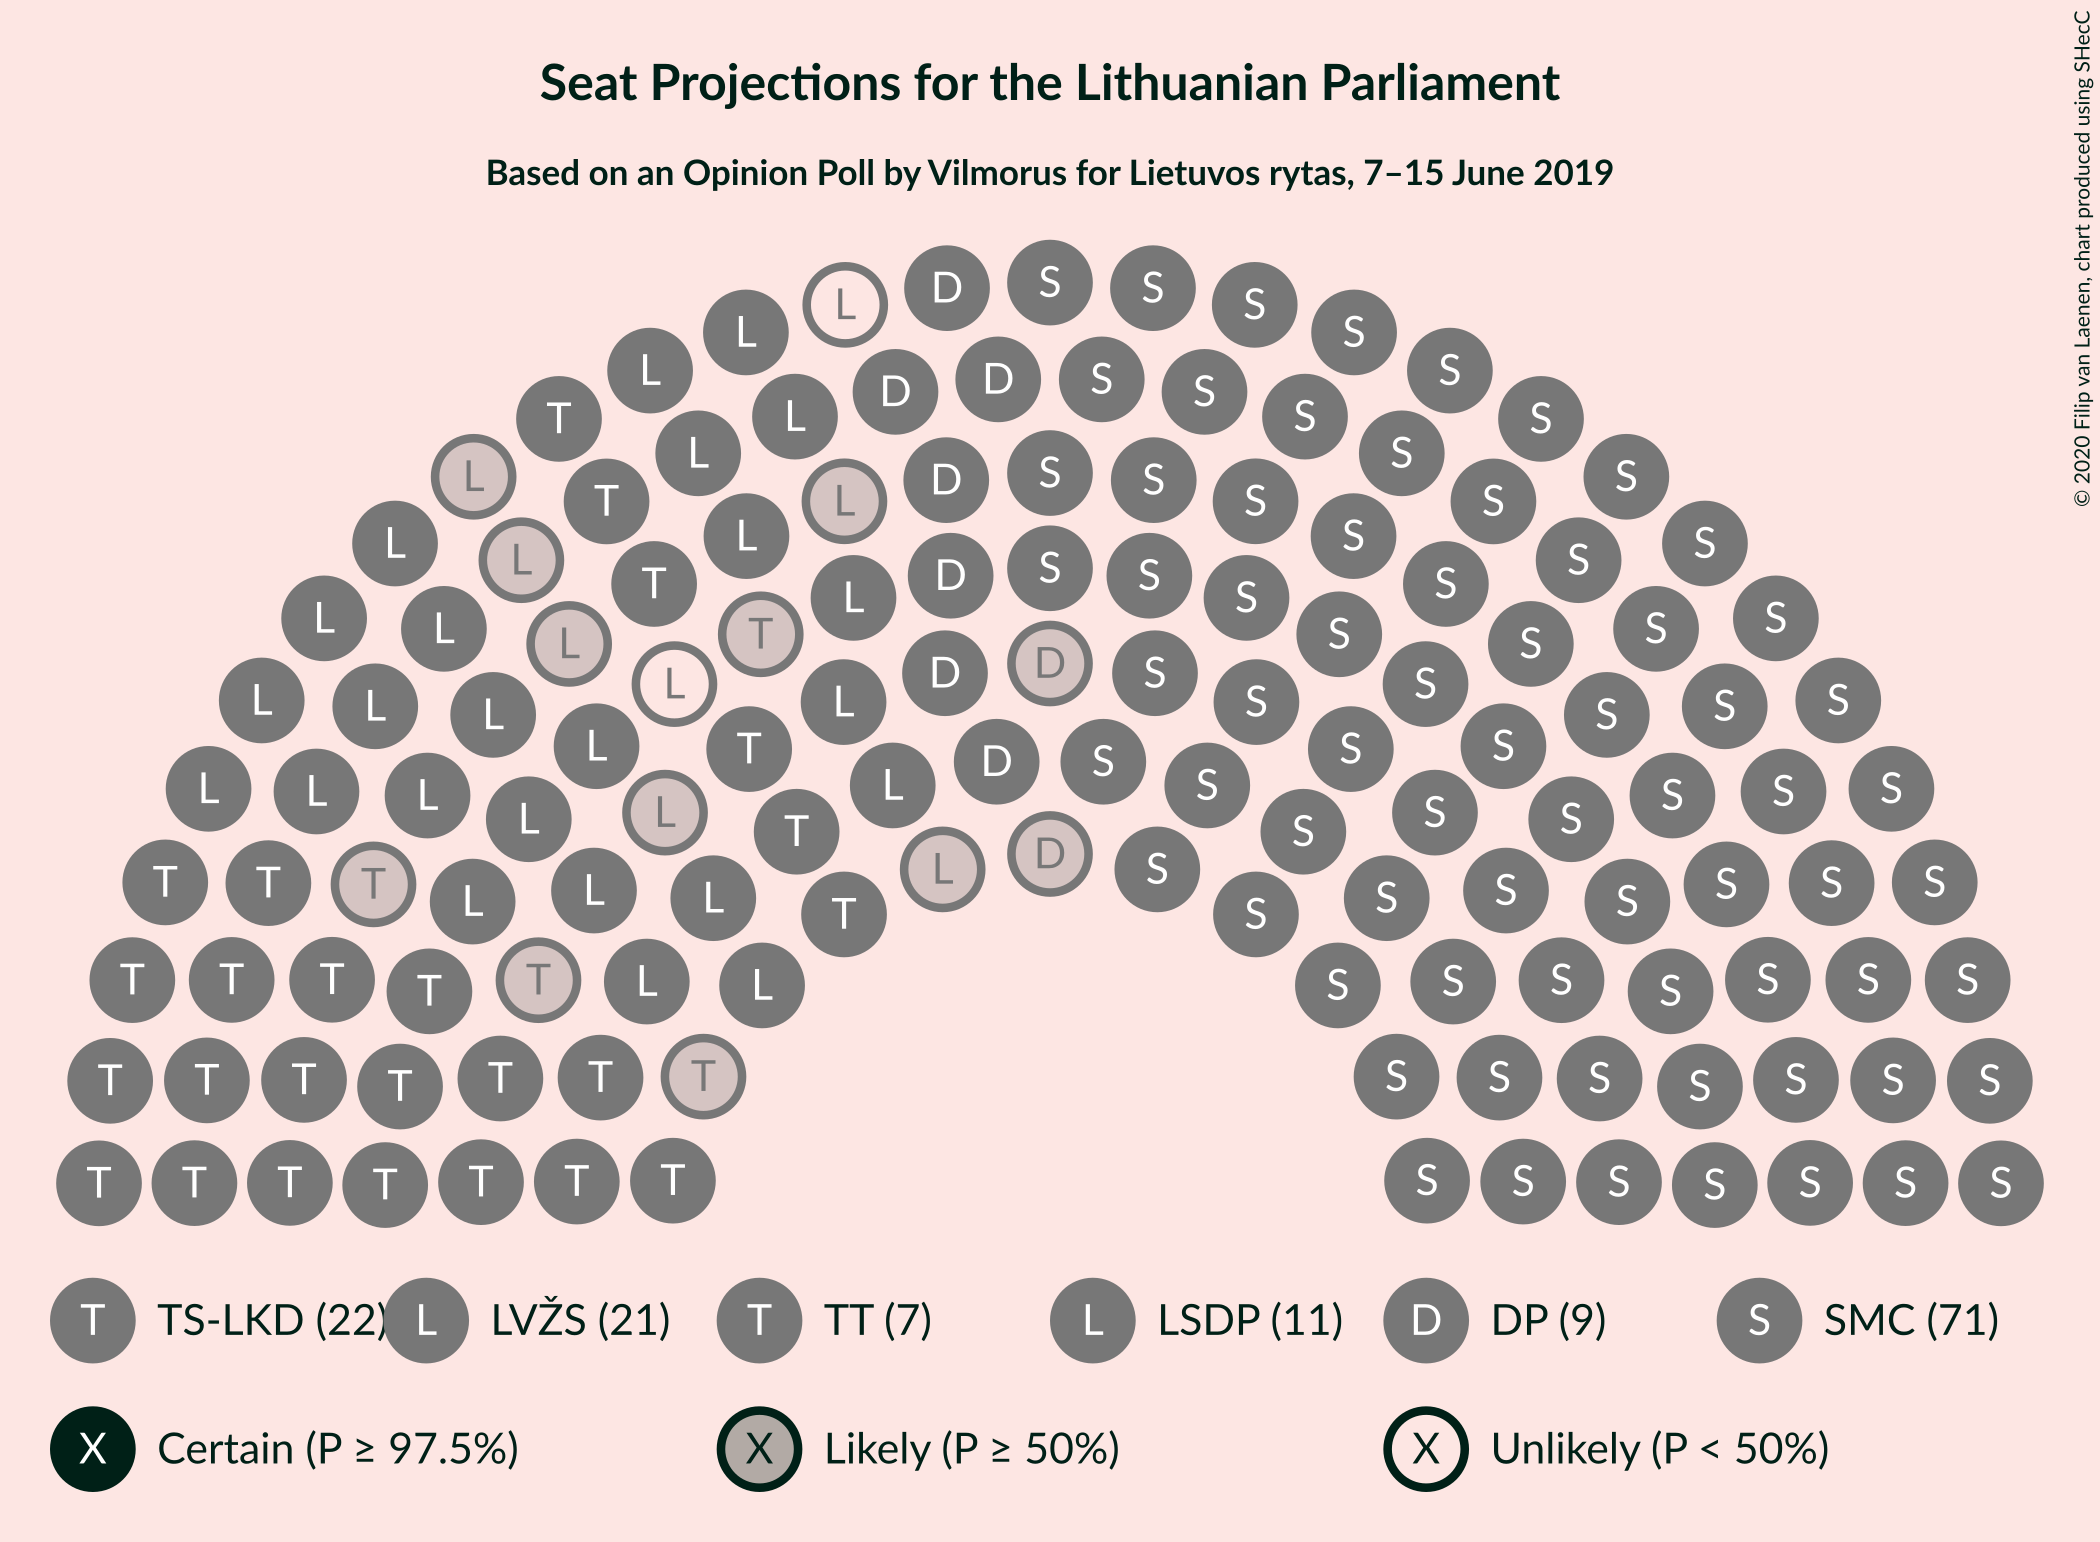 Seat Projections for the Lithuanian Parliament
Based on an Opinion Poll by Vilmorus for Lietuvos rytas, 7–15 June 2019
© 2020 Filip van Laenen, chart produced using SHecC
L D S S S
L S
L D D S S S
T L S S
L S
L T L D S S S S S
L L S S
L T D S S S S
L L S S
L L T S S S
L D D S S
L L L L S S S S
L T D S S S
L L L L S S S S
L L T S S S
T T T L L L L D S S S S S S S
T S
T T T T T L L S S S S S S S
T T T T T T T S S S S S S S
T T T T T T T S S S S S S S
T TS-LKD (22) L LVŽS (21) T TT (7) L LSDP (11) D DP (9) S SMC (71)
X Certain (P ≥ 97.5%) X Likely (P ≥ 50%) X Unlikely (P < 50%)